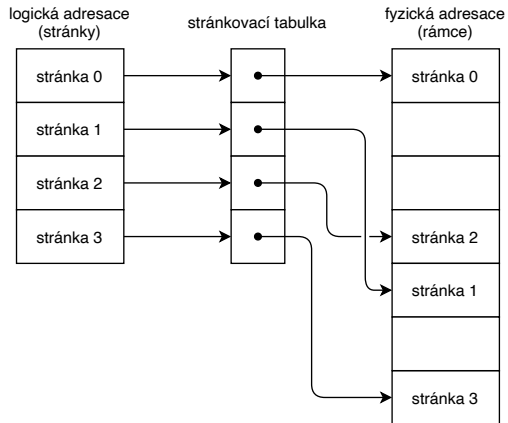 logická adresace
(stránky)
stránkovací tabulka
fyzická adresace
(rámce)
stránka 0
stránka 1
stránka 2
stránka 3
stránka 0
stránka 2
stránka 1
stránka 3